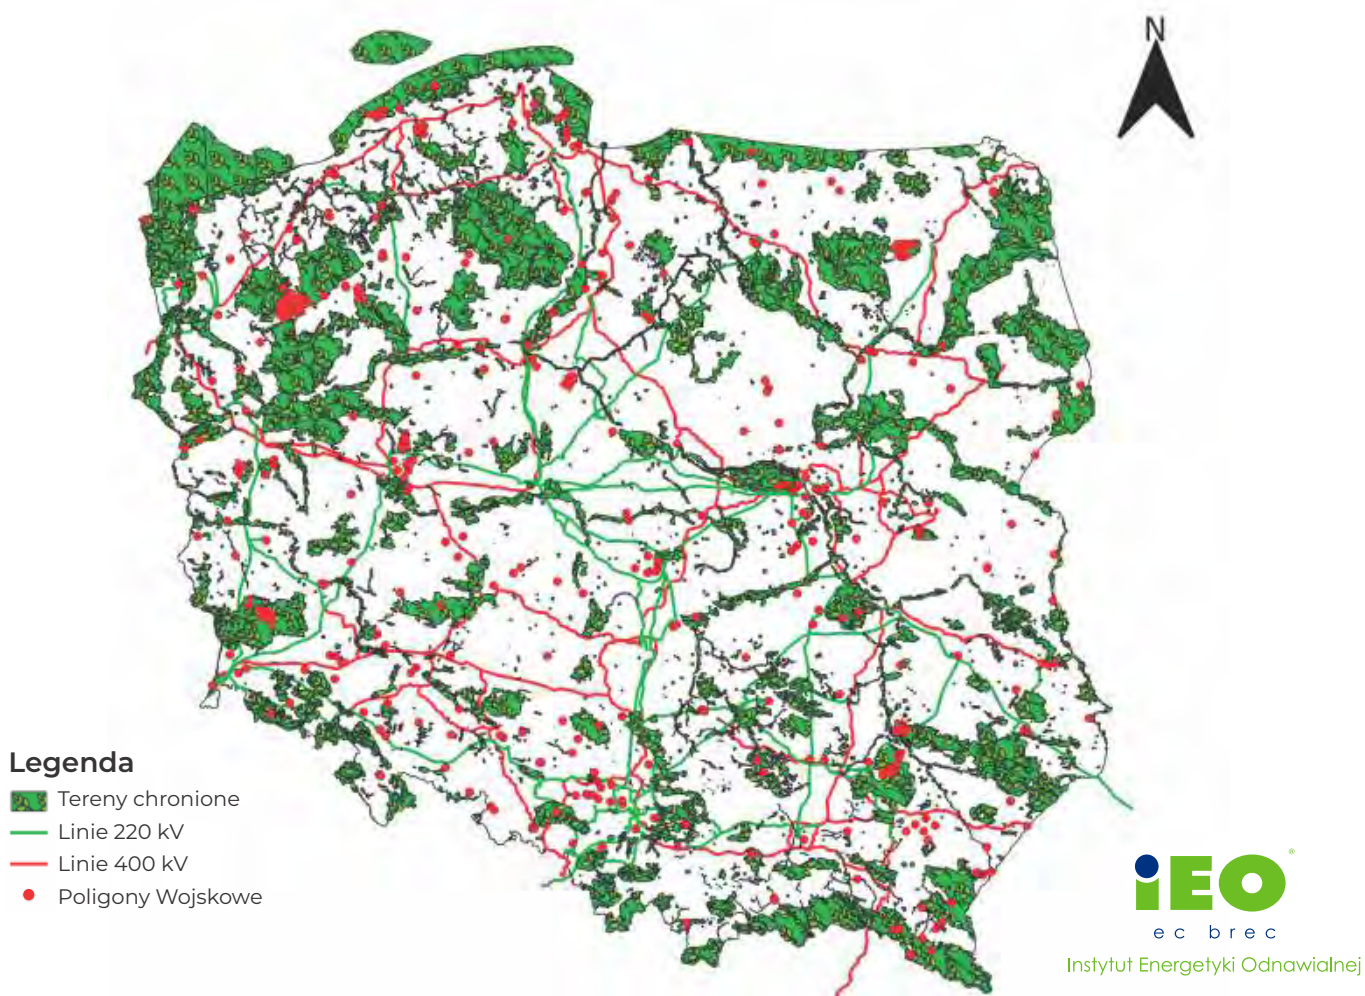 N
Legenda
Tereny chronione
Linie 220 kV
Linie 400 kV
Poligony Wojskowe
iEO®
ec brec
Instytut Energetyki Odnawialnej